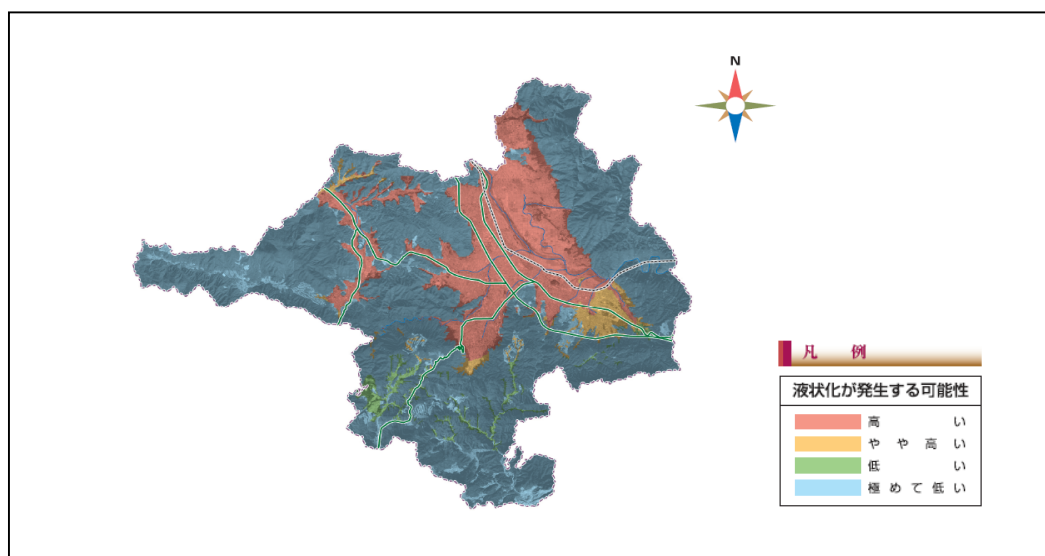 N
凡 例
液状化が発生する可能性
高 い
や や 高 い
低 い
極 め て 低 い